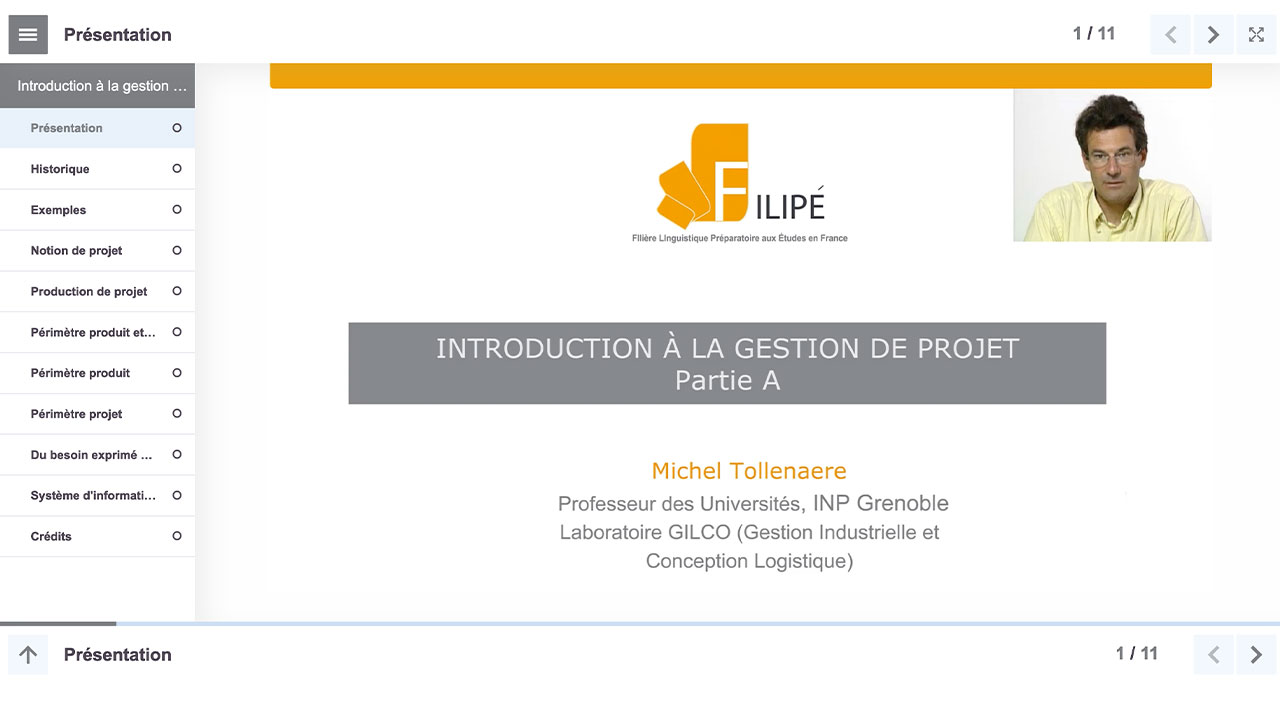 Présentation
1 / 11
Introduction à la gestion ...
Présentation
Historique
Exemples
Notion de projet
Production de projet
Périmètre produit et...
Périmètre produit
Périmètre projet
Du besoin exprimé ...
Système d'informati...
Crédits
FILIPÉ
Filière Linguistique Préparatoire aux Études en France
INTRODUCTION À LA GESTION DE PROJET
Partie A
Michel Tollenaere
Professeur des Universités, INP Grenoble
Laboratoire GILCO (Gestion Industrielle et
Conception Logistique)
Présentation
1 / 11